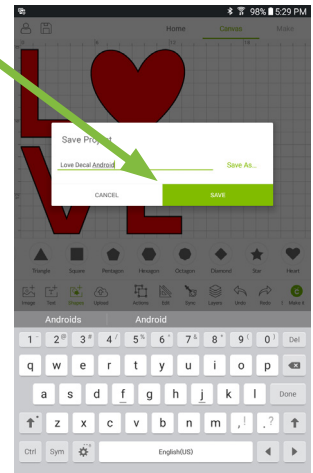 98% 5:29 PM
Home Canvas Make
Save Project
Love Decal Android
Save As...
CANCEL SAVE
Triangle Square Pentagon Hexagon Octagon Diamond Star Heart
Image Text Shapes Upload Actions Edit Sync Layers Undo Redo Make It
Androids Android
1 - 2 @ 3 # 4 / 5 % 6 ^ 7 & 8 * 9 ( 0 ) Del
q w e r t y u i o p
a s d f g h j k l Done
z x c v b n m , ! . ?
Ctrl Sym English(US)